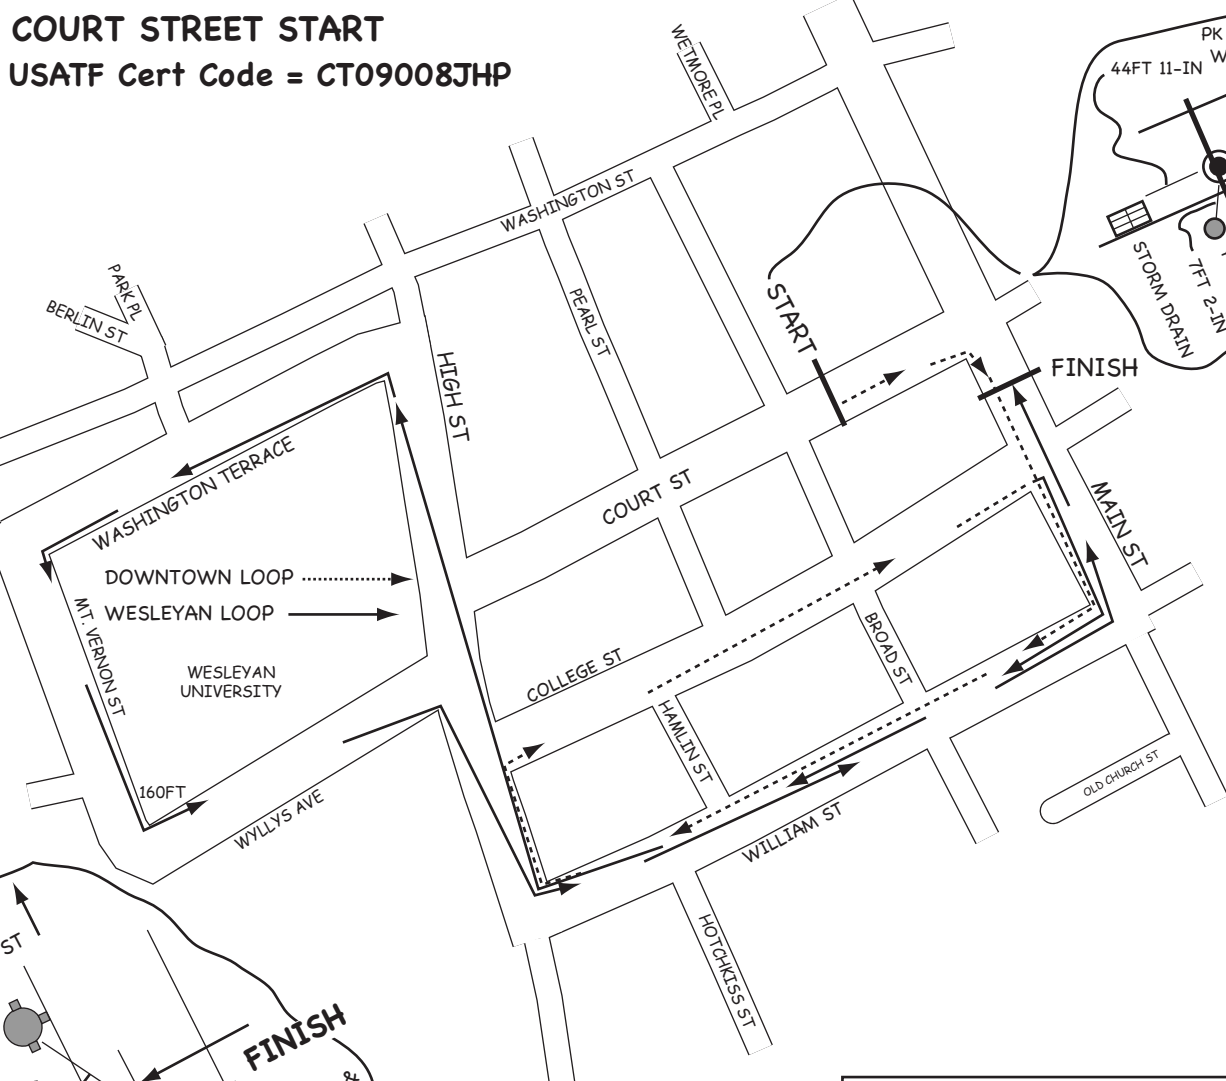 COURT STREET START
USATF Cert Code = CT09008JHP
WETMORE PL
PK
W
44FT 11-IN
WASHINGTON ST
PARK PL
BERLIN ST
PEARL ST
START
STORM DRAIN
7FT 2-IN
HIGH ST
FINISH
WASHINGTON TERRACE
COURT ST
MAIN ST
DOWNTOWN LOOP
WESLEYAN LOOP
MT. VERNON ST
WESLEYAN
UNIVERSITY
COLLEGE ST
BROAD ST
HAMLIN ST
160FT
WYLLYS AVE
OLD CHURCH ST
WILLIAM ST
HOTCHKISS ST
ST
FINISH
&